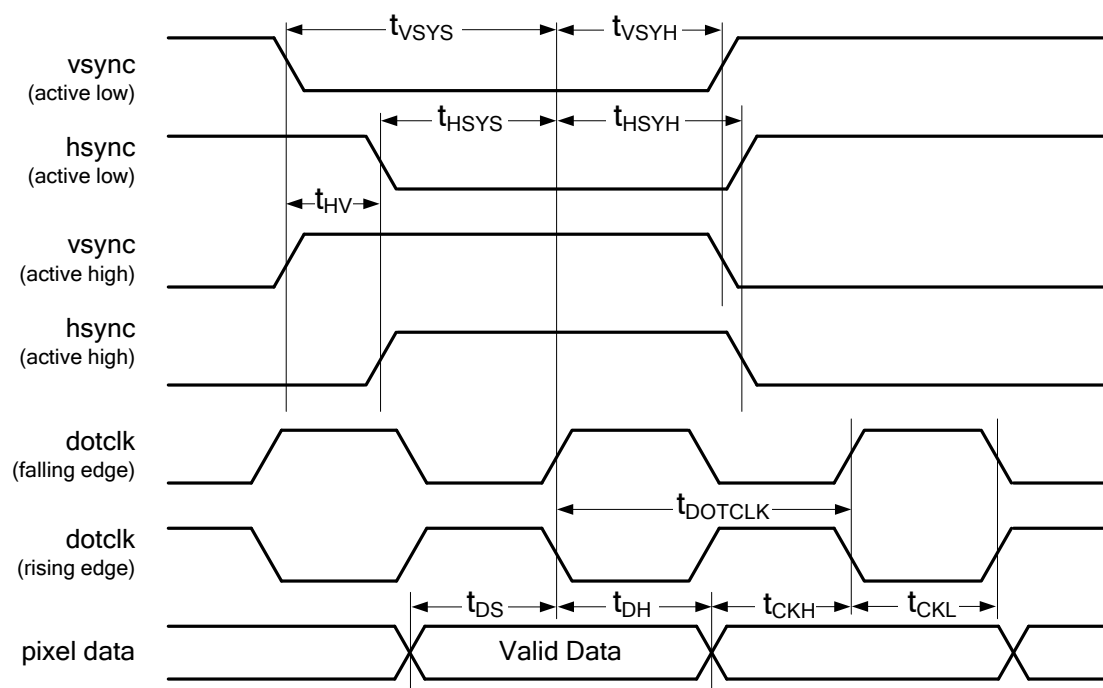 tVSYS tVSYH
vsync
(active low)
tHSYS tHSYH
hsync
(active low)
tHV
vsync
(active high)
hsync
(active high)
dotclk
(falling edge)
tDOTCLK
dotclk
(rising edge)
tDS tDH tCKH tCKL
pixel data Valid Data